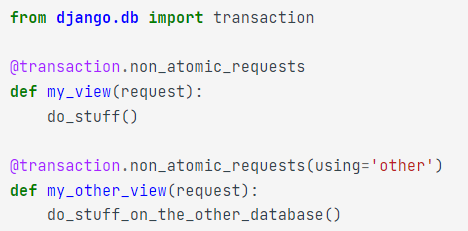 from django.db import transaction

@transaction.non_atomic_requests
def my_view(request):
    do_stuff()

@transaction.non_atomic_requests(using='other')
def my_other_view(request):
    do_stuff_on_the_other_database()